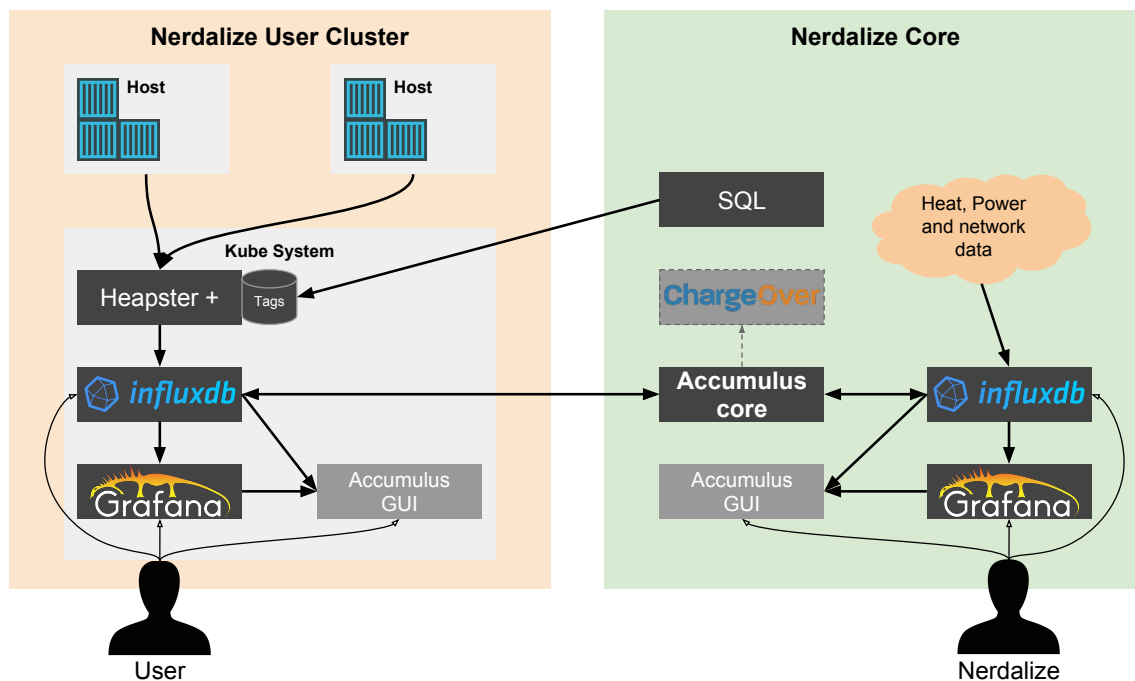 Nerdalize User Cluster
Host
Host
Kube System
Heapster +
Tags
influxdb
Grafana
Accumulus
GUI
User
Nerdalize Core
SQL
Heat, Power
and network
data
ChargeOver
Accumulus
core
influxdb
Accumulus
GUI
Grafana
Nerdalize